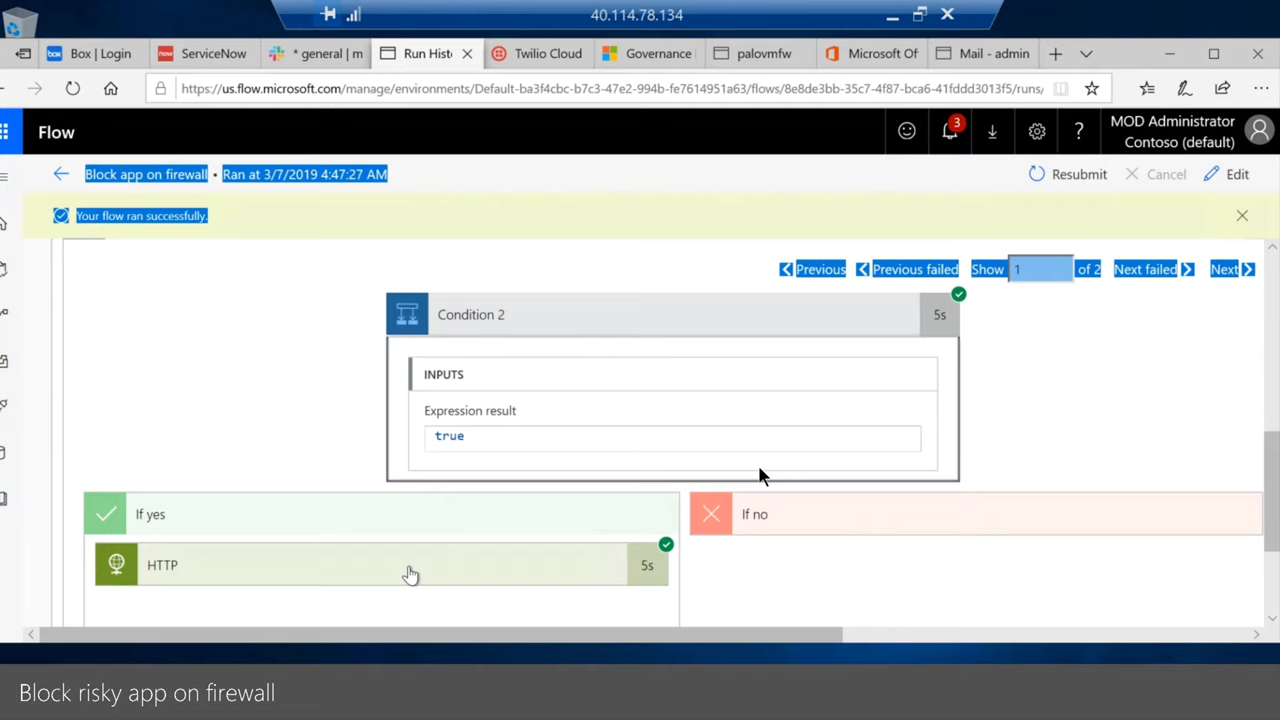 40.114.78.134
Box | Login
ServiceNow
* general | m
Run Hist
Twilio Cloud
Governance
palovmfw
Microsoft Of
Mail - admin
https://us.flow.microsoft.com/manage/environments/Default-ba3f4cbc-b7c3-47e2-994b-fe7614951a63/flows/8e8de3bb-35c7-4f87-bca6-41fddd3013f5/runs/
Flow
3
?
MOD Administrator
Contoso (default)
Block app on firewall • Ran at 3/7/2019 4:47:27 AM
Resubmit
Cancel
Edit
Your flow ran successfully.
Previous
Previous failed
Show 1 of 2
Next failed
Next
Condition 2
5s
INPUTS
Expression result
true
If yes
If no
HTTP
5s
Block risky app on firewall